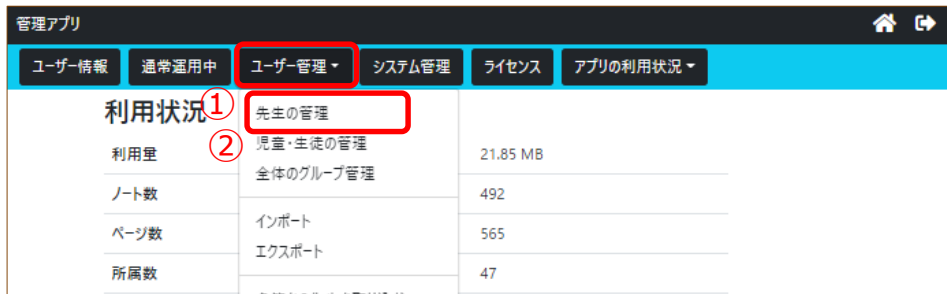 管理アプリ
ユーザー情報 通常運用中 ユーザー管理 システム管理 ライセンス アプリの利用状況
利用状況
①
先生の管理
②
児童・生徒の管理
利用量 21.85 MB
全体のグループ管理
ノート数 492
インポート
ページ数 565
エクスポート
所属数 47